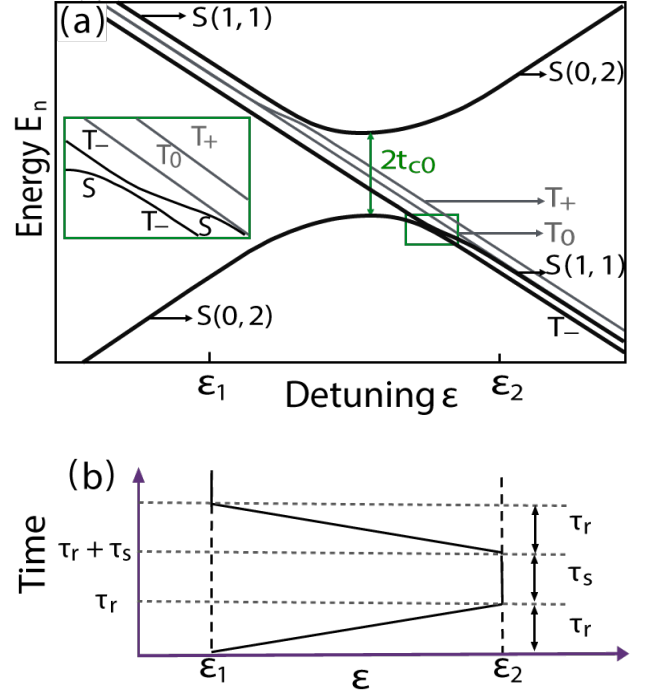 (a)
S(1,1)
S(0,2)
Energy Eₙ
T₊
T₋
T₀
S
T₋
S
2t_C0
T₊
T₀
S(1,1)
T₋
S(0,2)
ε₁
Detuning ε
ε₂
(b)
Time
τᵣ
τᵣ + τₛ
τₛ
τᵣ
τᵣ
ε₁
ε
ε₂